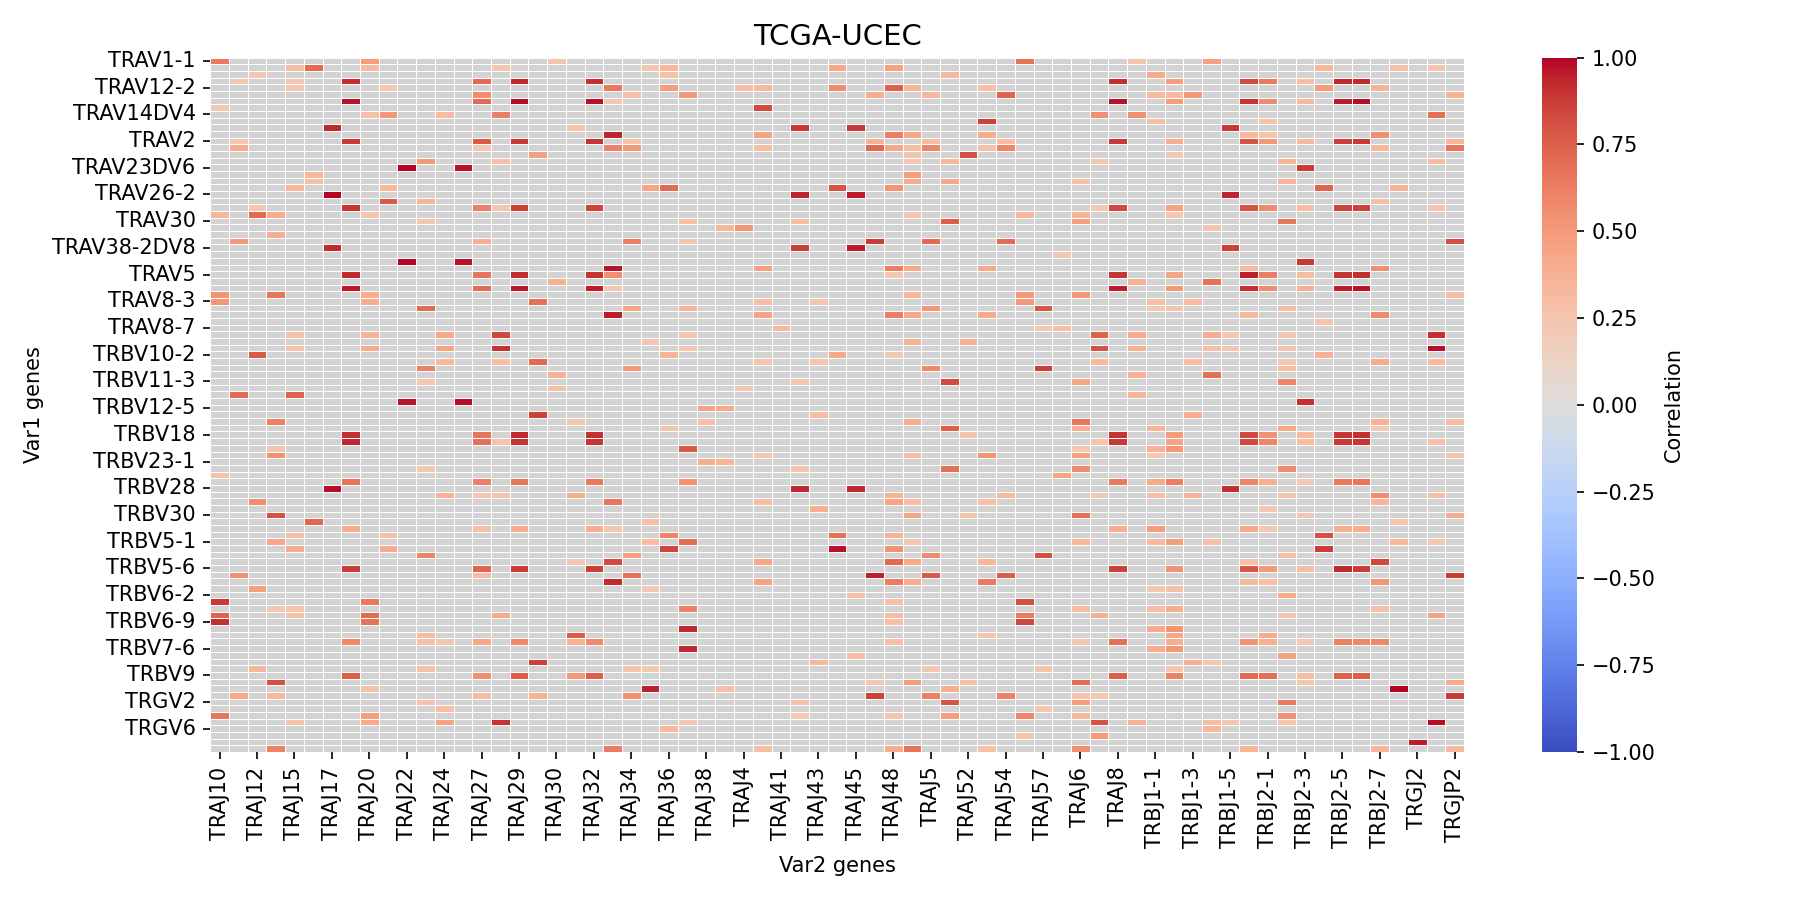 TCGA-UCEC
TRAV1-1
TRAV12-2
TRAV14DV4
TRAV2
TRAV23DV6
TRAV26-2
TRAV30
TRAV38-2DV8
TRAV5
TRAV8-3
TRAV8-7
TRBV10-2
TRBV11-3
TRBV12-5
TRBV18
TRBV23-1
TRBV28
TRBV30
TRBV5-1
TRBV5-6
TRBV6-2
TRBV6-9
TRBV7-6
TRBV9
TRGV2
TRGV6
Var1 genes
TRAJ10
TRAJ12
TRAJ15
TRAJ17
TRAJ20
TRAJ22
TRAJ24
TRAJ27
TRAJ29
TRAJ30
TRAJ32
TRAJ34
TRAJ36
TRAJ38
TRAJ4
TRAJ41
TRAJ43
TRAJ45
TRAJ48
TRAJ5
TRAJ52
TRAJ54
TRAJ57
TRAJ6
TRAJ8
TRBJ1-1
TRBJ1-3
TRBJ1-5
TRBJ2-1
TRBJ2-3
TRBJ2-5
TRBJ2-7
TRGJ2
TRGJP2
Var2 genes
1.00
0.75
0.50
0.25
0.00
−0.25
−0.50
−0.75
−1.00
Correlation